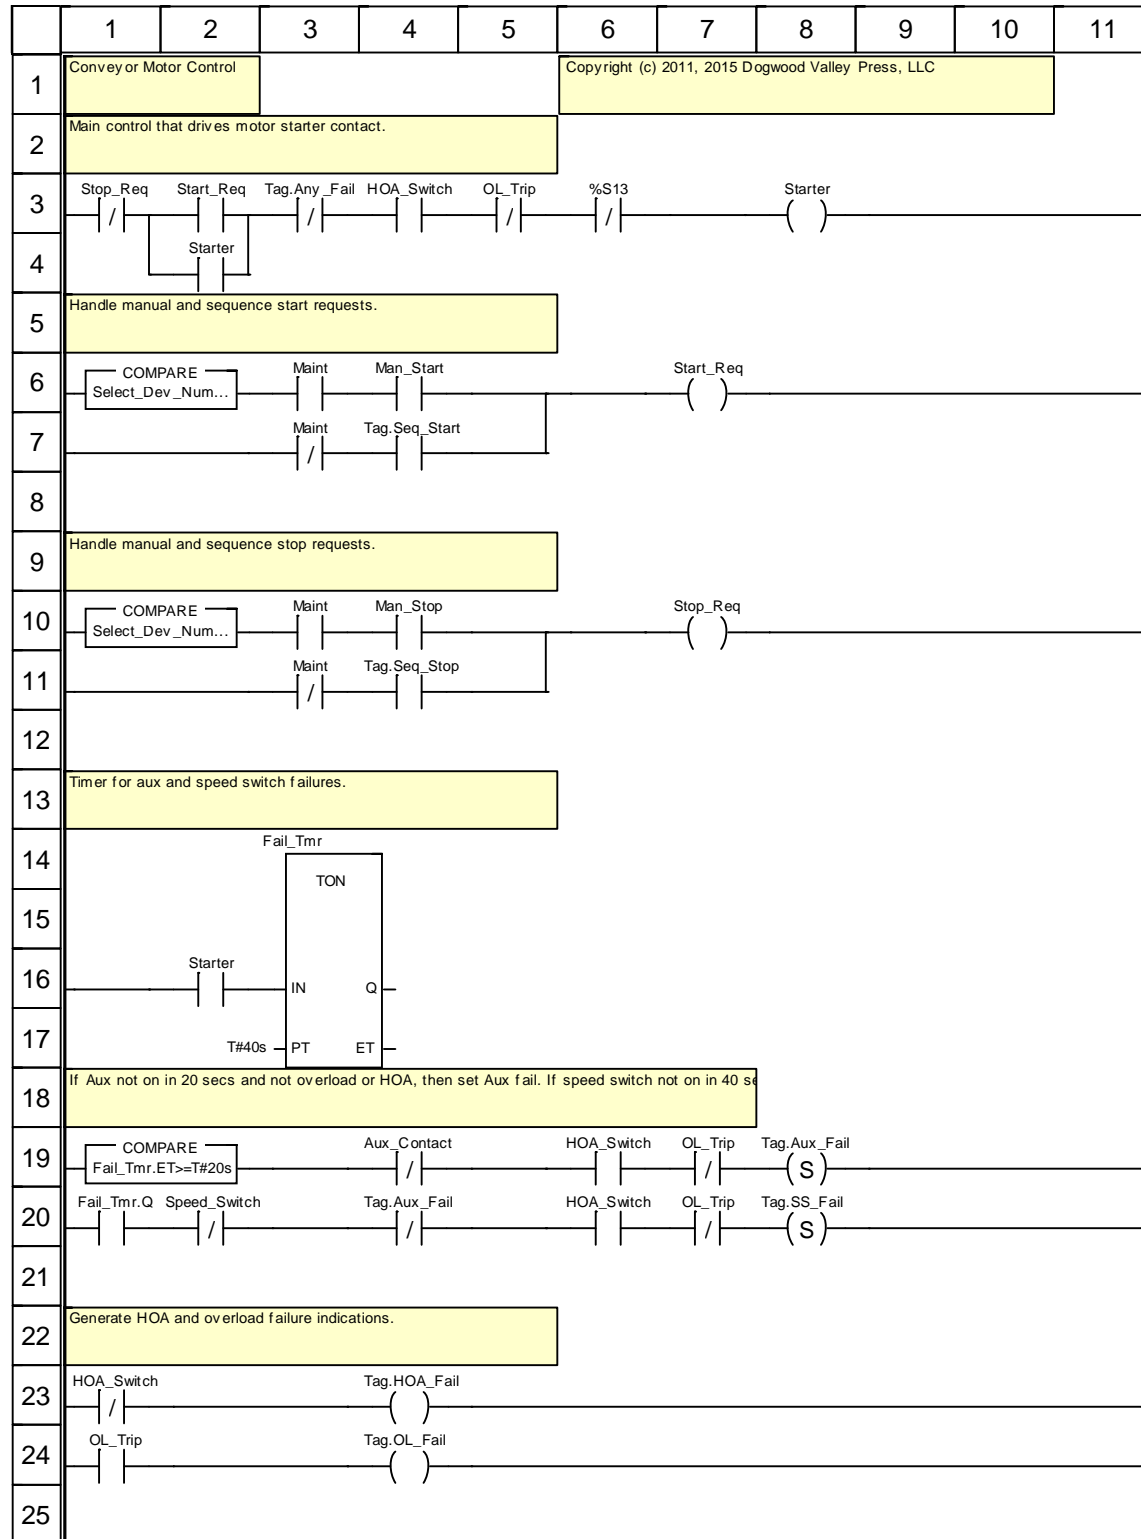 1 2 3 4 5 6 7 8 9 10 11
1
Conveyor Motor Control
Copyright (c) 2011, 2015 Dogwood Valley Press, LLC
2
Main control that drives motor starter contact.
3
Stop_Req Start_Req Tag.Any_Fail HOA_Switch OL_Trip %S13 Starter
/ / / /
4
Starter
5
Handle manual and sequence start requests.
6
COMPARE Maint Man_Start Start_Req
Select_Dev_Num...
7
Maint Tag.Seq_Start
/
8
9
Handle manual and sequence stop requests.
10
COMPARE Maint Man_Stop Stop_Req
Select_Dev_Num...
11
Maint Tag.Seq_Stop
/
12
13
Timer for aux and speed switch failures.
14
Fail_Tmr
TON
15
16
Starter
IN Q
17
T#40s PT ET
18
If Aux not on in 20 secs and not overload or HOA, then set Aux fail. If speed switch not on in 40 se
19
COMPARE Aux_Contact HOA_Switch OL_Trip Tag.Aux_Fail
Fail_Tmr.ET>=T#20s / / S
20
Fail_Tmr.Q Speed_Switch Tag.Aux_Fail HOA_Switch OL_Trip Tag.SS_Fail
/ / / S
21
22
Generate HOA and overload failure indications.
23
HOA_Switch Tag.HOA_Fail
/
24
OL_Trip Tag.OL_Fail
25